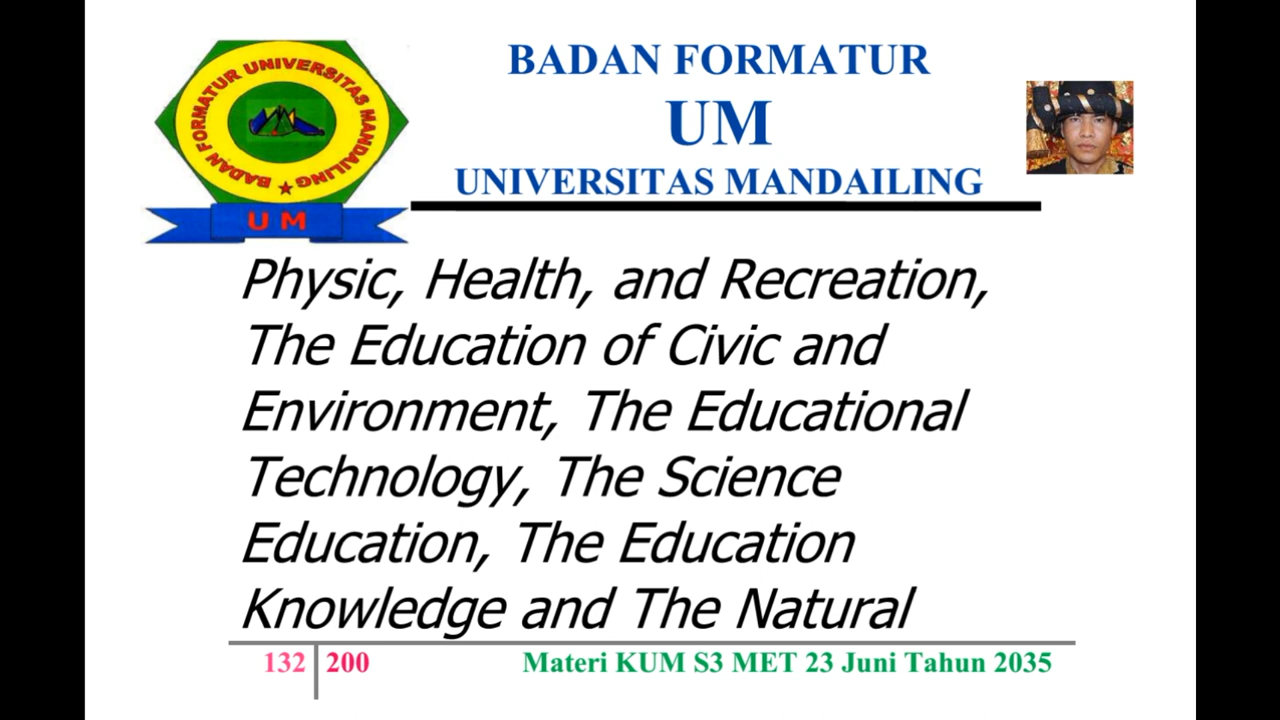 BADAN FORMATUR UNIVERSITAS MANDAILING
U M
BADAN FORMATUR
UM
UNIVERSITAS MANDAILING
Physic, Health, and Recreation,
The Education of Civic and
Environment, The Educational
Technology, The Science
Education, The Education
Knowledge and The Natural
132 200
Materi KUM S3 MET 23 Juni Tahun 2035